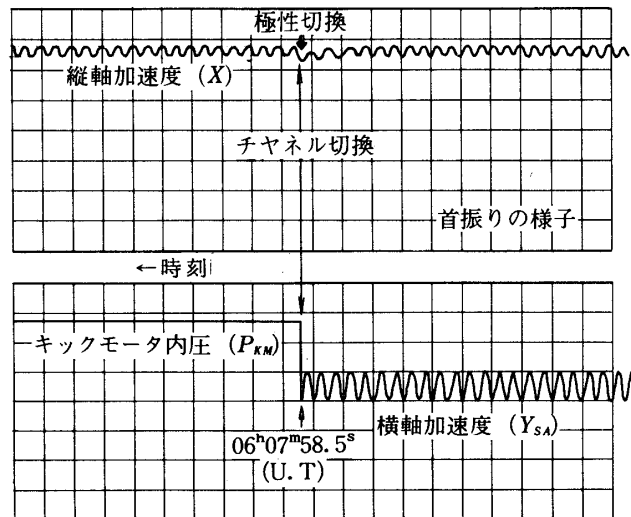 極性切換
縦軸加速度 (X)
チヤネル切換
首振りの様子
←時刻
キックモータ内圧 (P_KM)
横軸加速度 (Y_SA)
06ʰ07ᵐ58.5ˢ
(U. T)